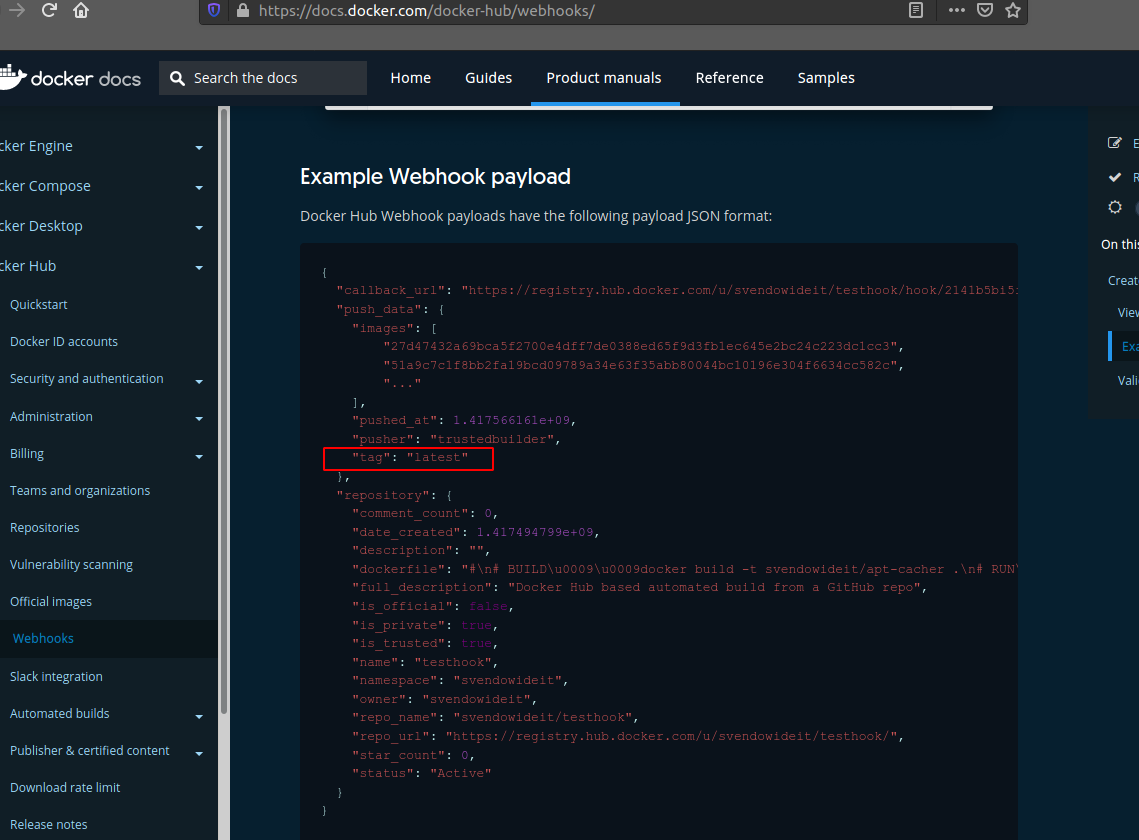 https://docs.docker.com/docker-hub/webhooks/
docker docs
Search the docs
Home
Guides
Product manuals
Reference
Samples
cker Engine
cker Compose
cker Desktop
cker Hub
Quickstart
Docker ID accounts
Security and authentication
Administration
Billing
Teams and organizations
Repositories
Vulnerability scanning
Official images
Webhooks
Slack integration
Automated builds
Publisher & certified content
Download rate limit
Release notes
Example Webhook payload
Docker Hub Webhook payloads have the following payload JSON format:
{
"callback_url": "https://registry.hub.docker.com/u/svendowideit/testhook/hook/2141b5bi5i
"push_data": {
"images": [
"27d47432a69bca5f2700e4dff7de0388ed65f9d3fb1ec645e2bc24c223dc1cc3",
"51a9c7c1f8bb2fa19bcd09789a34e63f35abb80044bc10196e304f6634cc582c",
"..."
],
"pushed_at": 1.417566161e+09,
"pusher": "trustedbuilder",
"tag": "latest"
},
"repository": {
"comment_count": 0,
"date_created": 1.417494799e+09,
"description": "",
"dockerfile": "#\n# BUILD\u0009\u0009docker build -t svendowideit/apt-cacher .\n# RUN\
"full_description": "Docker Hub based automated build from a GitHub repo",
"is_official": false,
"is_private": true,
"is_trusted": true,
"name": "testhook",
"namespace": "svendowideit",
"owner": "svendowideit",
"repo_name": "svendowideit/testhook",
"repo_url": "https://registry.hub.docker.com/u/svendowideit/testhook/",
"star_count": 0,
"status": "Active"
}
}
E
R
On this
Creat
View
Exa
Vali